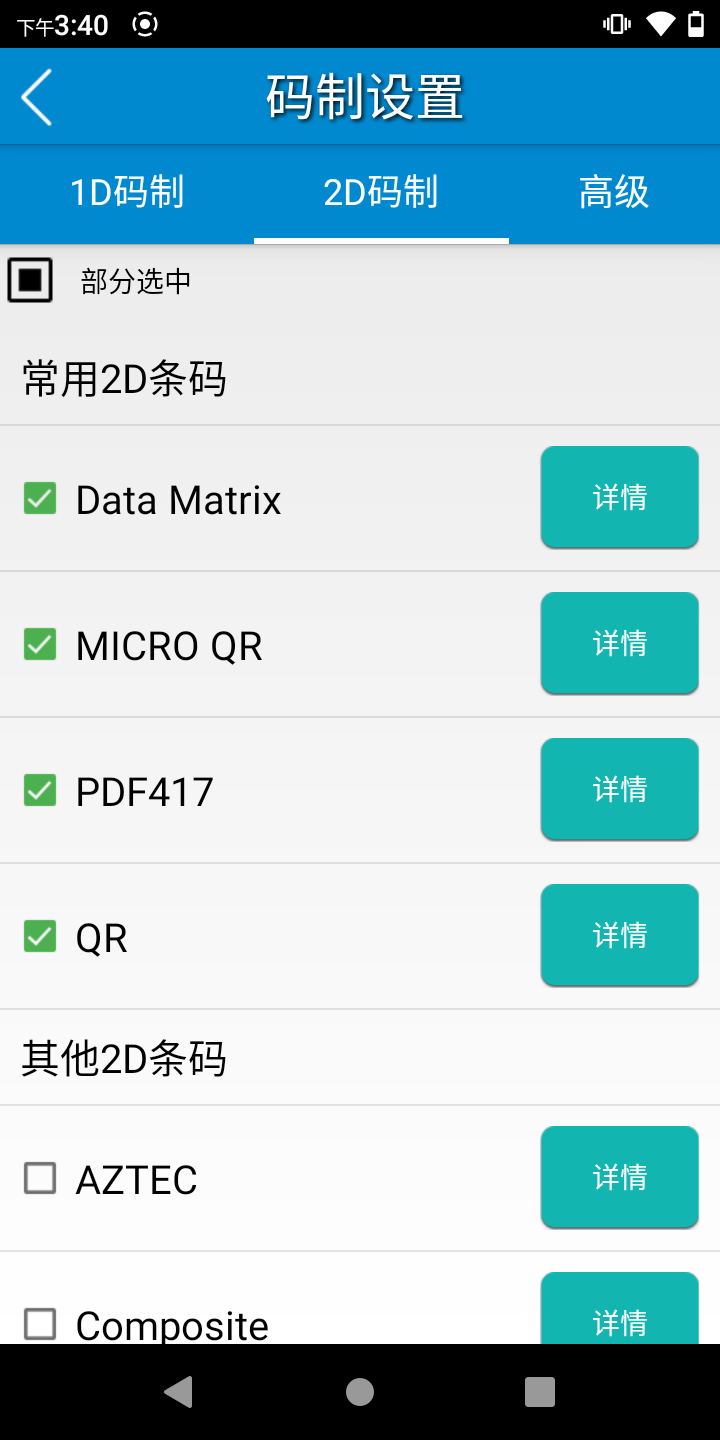 下午3:40
码制设置
1D码制
2D码制
高级
部分选中
常用2D条码
Data Matrix
详情
MICRO QR
详情
PDF417
详情
QR
详情
其他2D条码
AZTEC
详情
Composite
详情